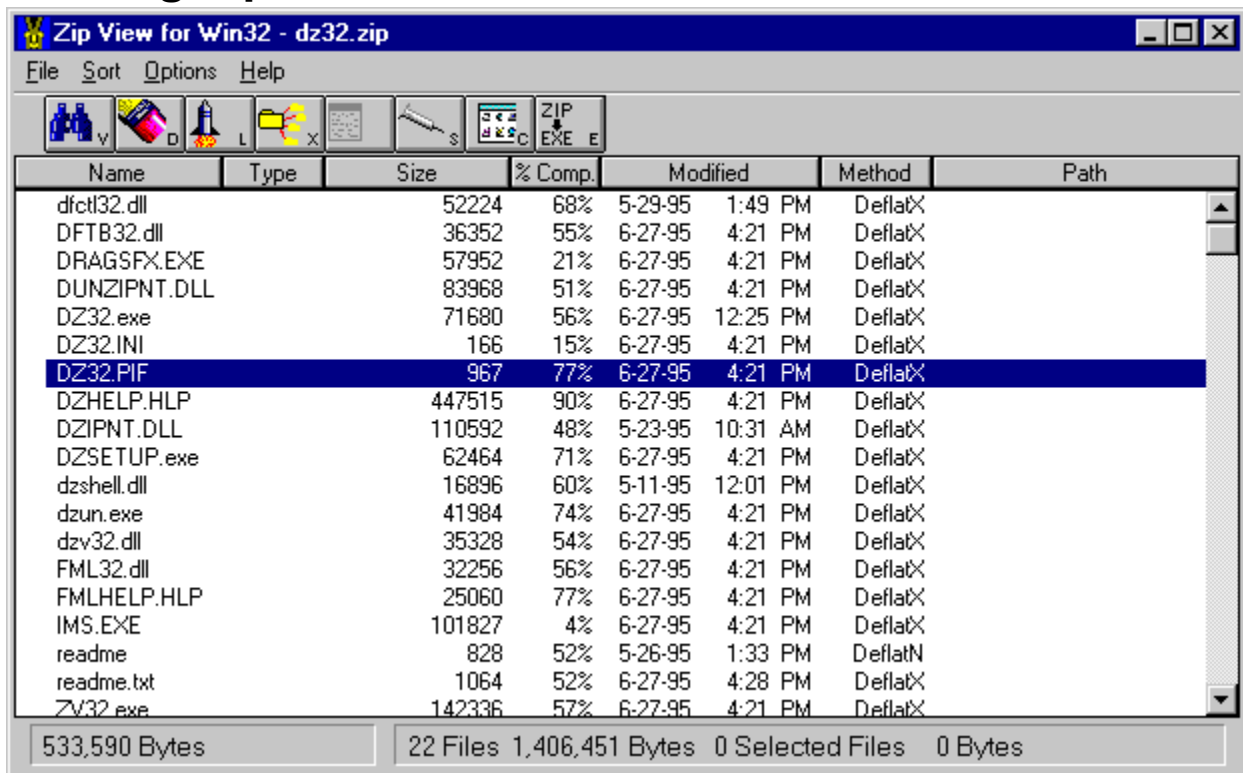 Zip View for Win32 - dz32.zip
File Sort Options Help
V D L X S C ZIP EXE E
Name Type Size % Comp. Modified Method Path
dfctl32.dll 52224 68% 5-29-95 1:49 PM DeflatX
DFTB32.dll 36352 55% 6-27-95 4:21 PM DeflatX
DRAGSFX.EXE 57952 21% 6-27-95 4:21 PM DeflatX
DUNZIPNT.DLL 83968 51% 6-27-95 4:21 PM DeflatX
DZ32.exe 71680 56% 6-27-95 12:25 PM DeflatX
DZ32.INI 166 15% 6-27-95 4:21 PM DeflatX
DZ32.PIF 967 77% 6-27-95 4:21 PM DeflatX
DZHELP.HLP 447515 90% 6-27-95 4:21 PM DeflatX
DZIPNT.DLL 110592 48% 5-23-95 10:31 AM DeflatX
DZSETUP.exe 62464 71% 6-27-95 4:21 PM DeflatX
dzshell.dll 16896 60% 5-11-95 12:01 PM DeflatX
dzun.exe 41984 74% 6-27-95 4:21 PM DeflatX
dzv32.dll 35328 54% 6-27-95 4:21 PM DeflatX
FML32.dll 32256 56% 6-27-95 4:21 PM DeflatX
FMLHELP.HLP 25060 77% 6-27-95 4:21 PM DeflatX
IMS.EXE 101827 4% 6-27-95 4:21 PM DeflatX
readme 828 52% 5-26-95 1:33 PM DeflatN
readme.txt 1064 52% 6-27-95 4:28 PM DeflatX
ZV32.exe 142336 57% 6-27-95 4:21 PM DeflatX
533,590 Bytes 22 Files 1,406,451 Bytes 0 Selected Files 0 Bytes